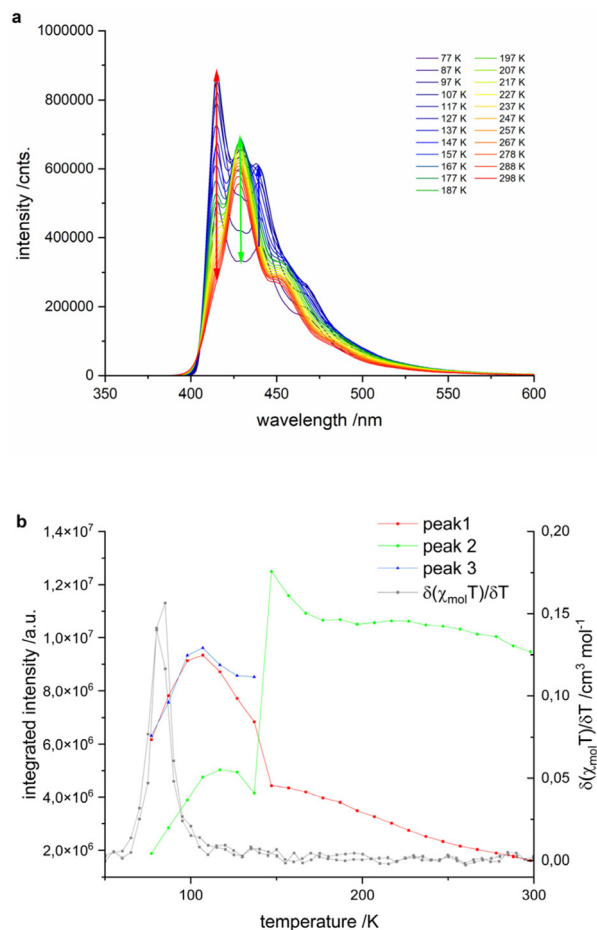 a
1000000
800000
600000
400000
200000
0
350 400 450 500 550 600
intensity /cnts.
wavelength /nm
77 K 197 K
87 K 207 K
97 K 217 K
107 K 227 K
117 K 237 K
127 K 247 K
137 K 257 K
147 K 267 K
157 K 278 K
167 K 288 K
177 K 298 K
187 K
b
1,4×10⁷
1,2×10⁷
1,0×10⁷
8,0×10⁶
6,0×10⁶
4,0×10⁶
2,0×10⁶
integrated intensity /a.u.
peak1
peak 2
peak 3
δ(χmolT)/δT
0,20
0,15
0,10
0,05
0,00
δ(χmolT)/δT /cm³ mol⁻¹
100 200 300
temperature /K